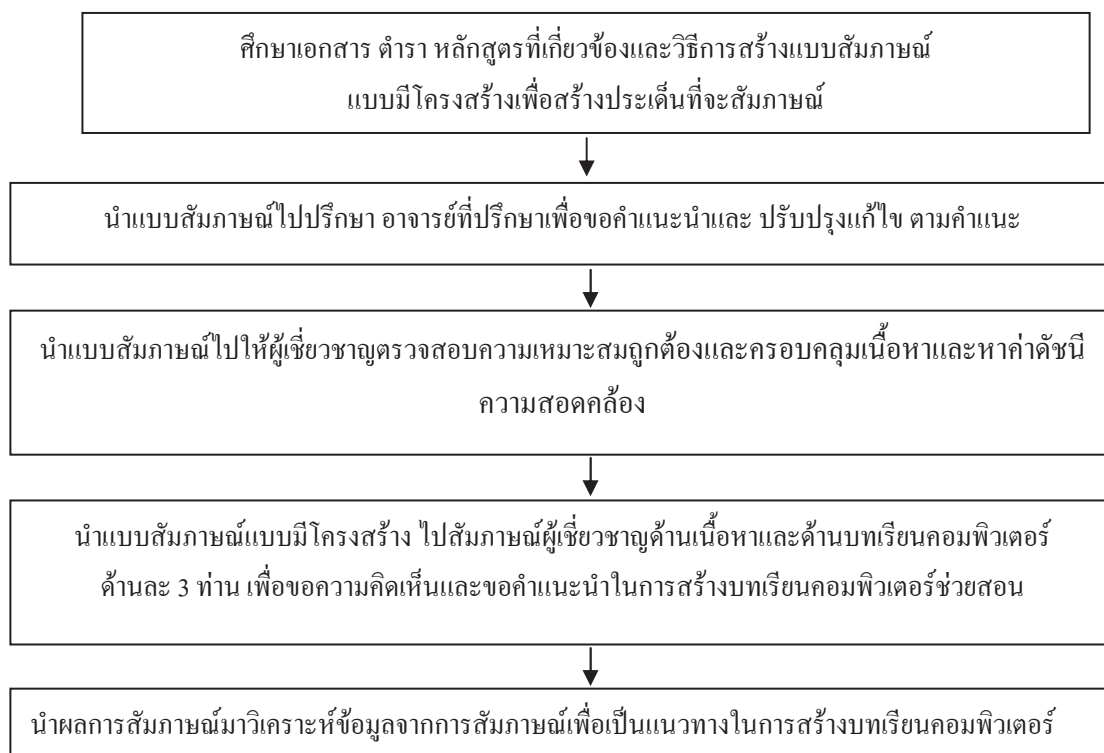 ศึกษาเอกสาร ตำรา หลักสูตรที่เกี่ยวข้องและวิธีการสร้างแบบสัมภาษณ์
แบบมีโครงสร้างเพื่อสร้างประเด็นที่จะสัมภาษณ์
นำแบบสัมภาษณ์ไปปรึกษา อาจารย์ที่ปรึกษาเพื่อขอคำแนะนำและ ปรับปรุงแก้ไข ตามคำแนะ
นำแบบสัมภาษณ์ไปให้ผู้เชี่ยวชาญตรวจสอบความเหมาะสมถูกต้องและครอบคลุมเนื้อหาและหาค่าดัชนี
ความสอดคล้อง
นำแบบสัมภาษณ์แบบมีโครงสร้าง ไปสัมภาษณ์ผู้เชี่ยวชาญด้านเนื้อหาและด้านบทเรียนคอมพิวเตอร์
ด้านละ 3 ท่าน เพื่อขอความคิดเห็นและขอคำแนะนำในการสร้างบทเรียนคอมพิวเตอร์ช่วยสอน
นำผลการสัมภาษณ์มาวิเคราะห์ข้อมูลจากการสัมภาษณ์เพื่อเป็นแนวทางในการสร้างบทเรียนคอมพิวเตอร์